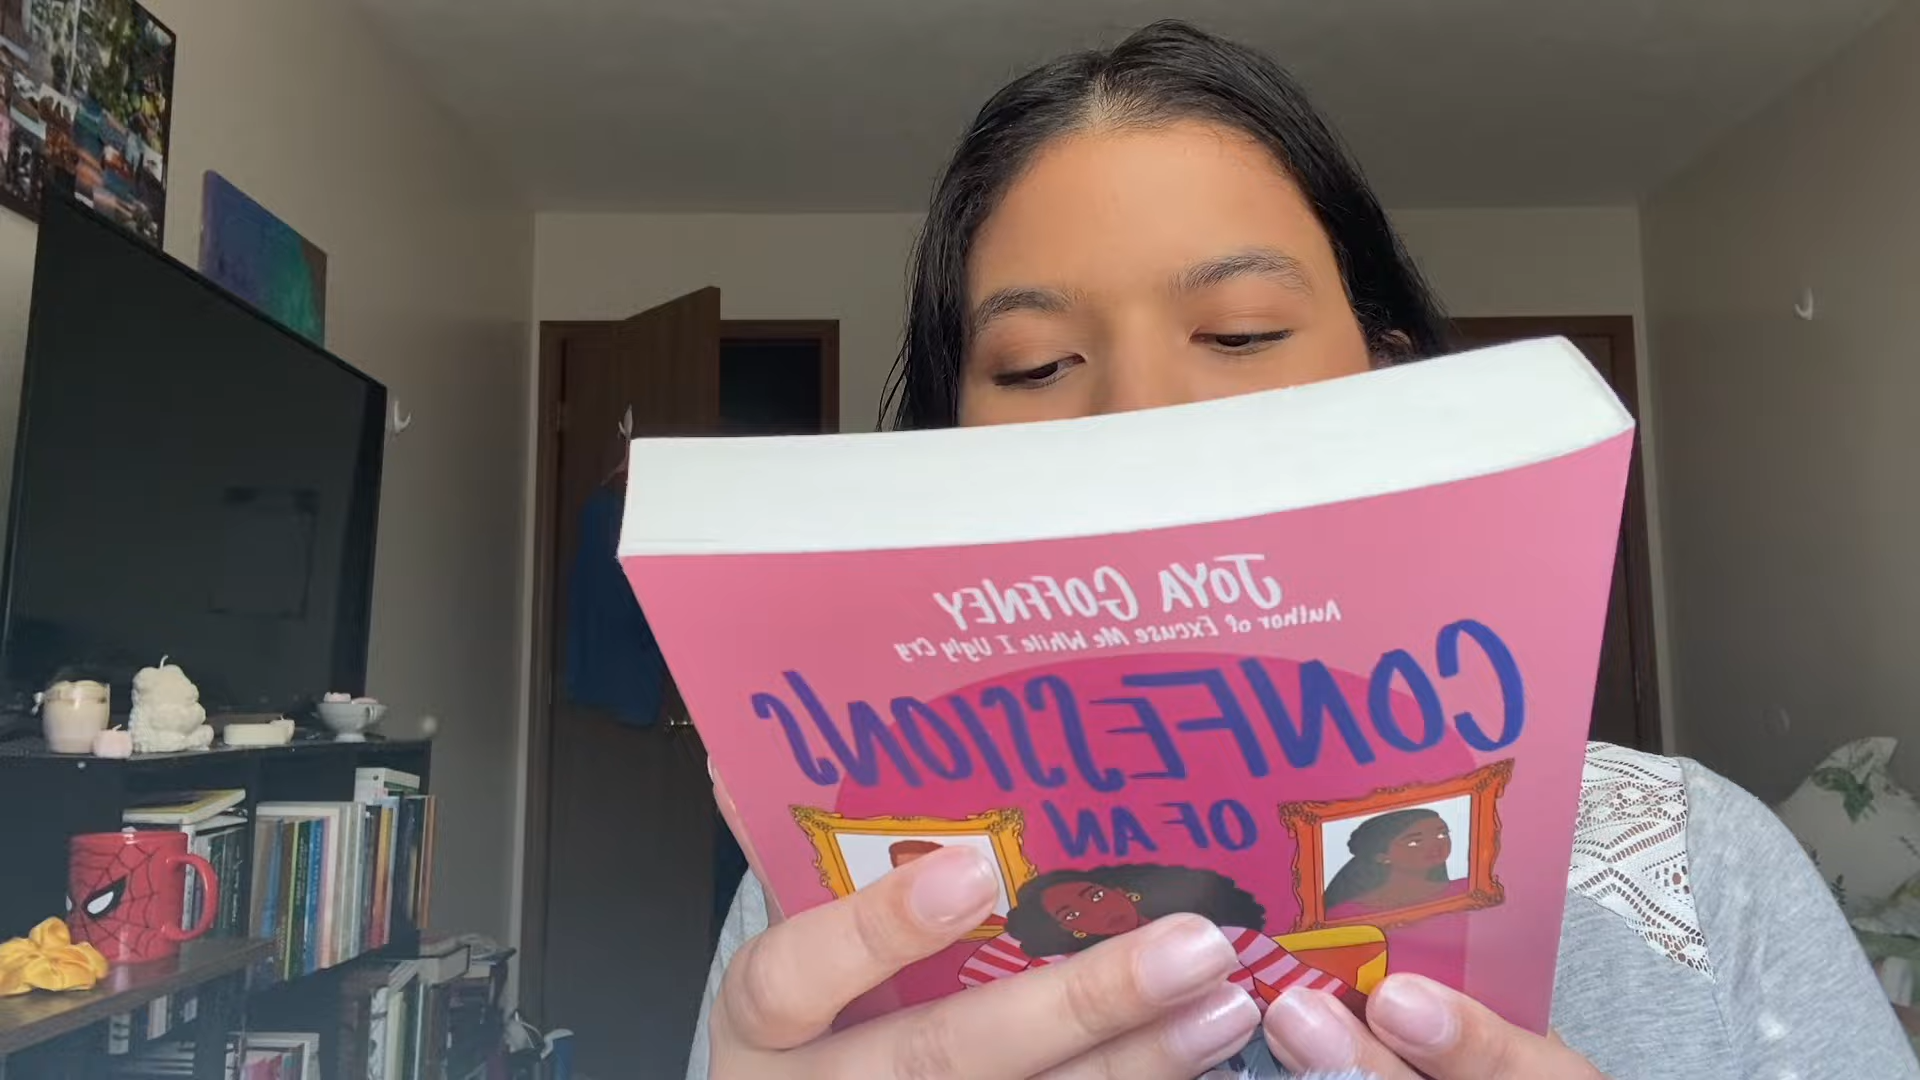 JOYA GOFFNEY
Author of Excuse Me While I Ugly Cry
CONFESSIONS
OF AN